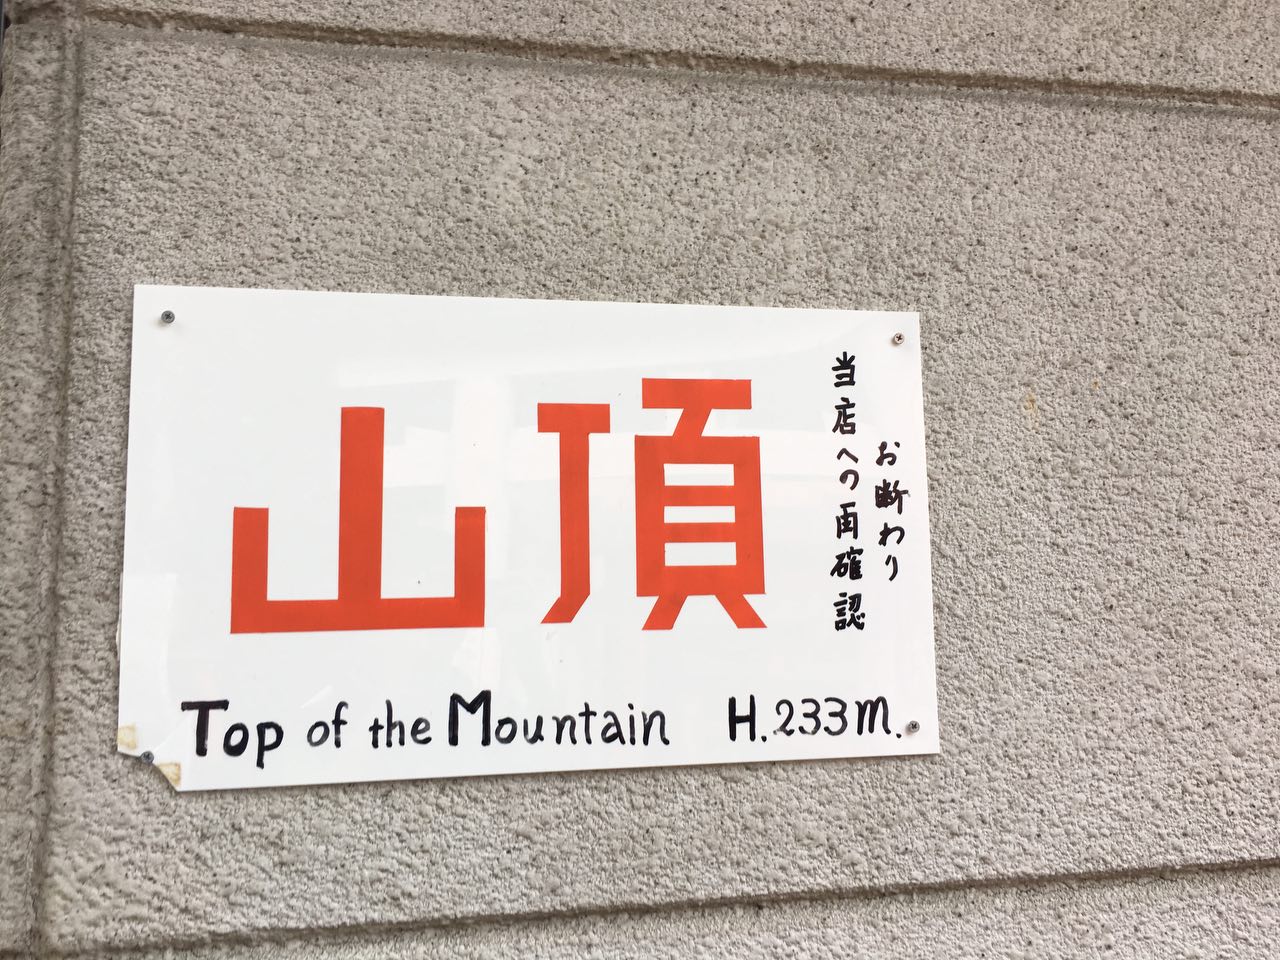 山頂
お断わり
当店への再確認
Top of the Mountain H.233m.